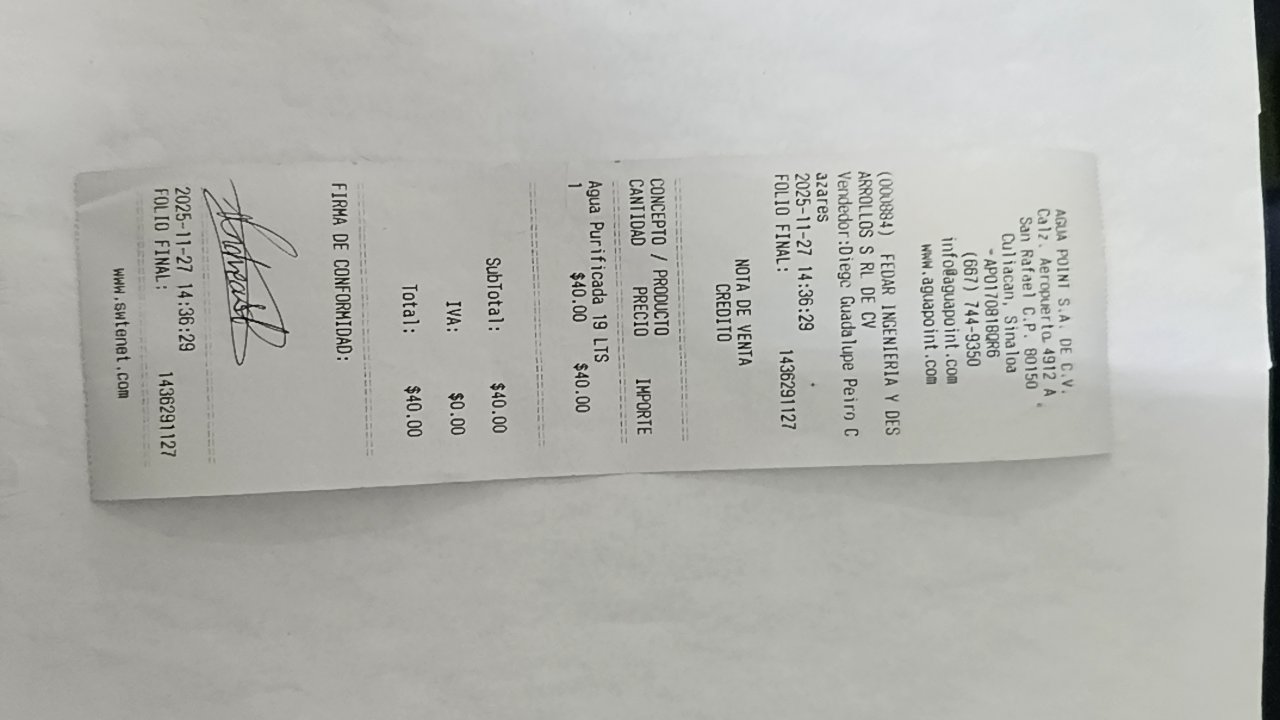 AGUA POINT S.A. DE C.V.
Calz. Aeropuerto 4912 A
San Rafael C.P. 80150
Culiacan, Sinaloa
- APO170818QR6
(667) 744-9350
info@aguapoint.com
www.aguapoint.com
(000884) FEDAR INGENIERIA Y DES
ARROLLOS S RL DE CV
Vendedor:Diego Guadalupe Peiro C
azares
2025-11-27 14:36:29
FOLIO FINAL: 1436291127
NOTA DE VENTA
CREDITO
CONCEPTO / PRODUCTO
CANTIDAD PRECIO IMPORTE
Agua Purificada 19 LTS
1 $40.00 $40.00
SubTotal: $40.00
IVA: $0.00
Total: $40.00
FIRMA DE CONFORMIDAD:
2025-11-27 14:36:29
FOLIO FINAL: 1436291127
www.swtenet.com